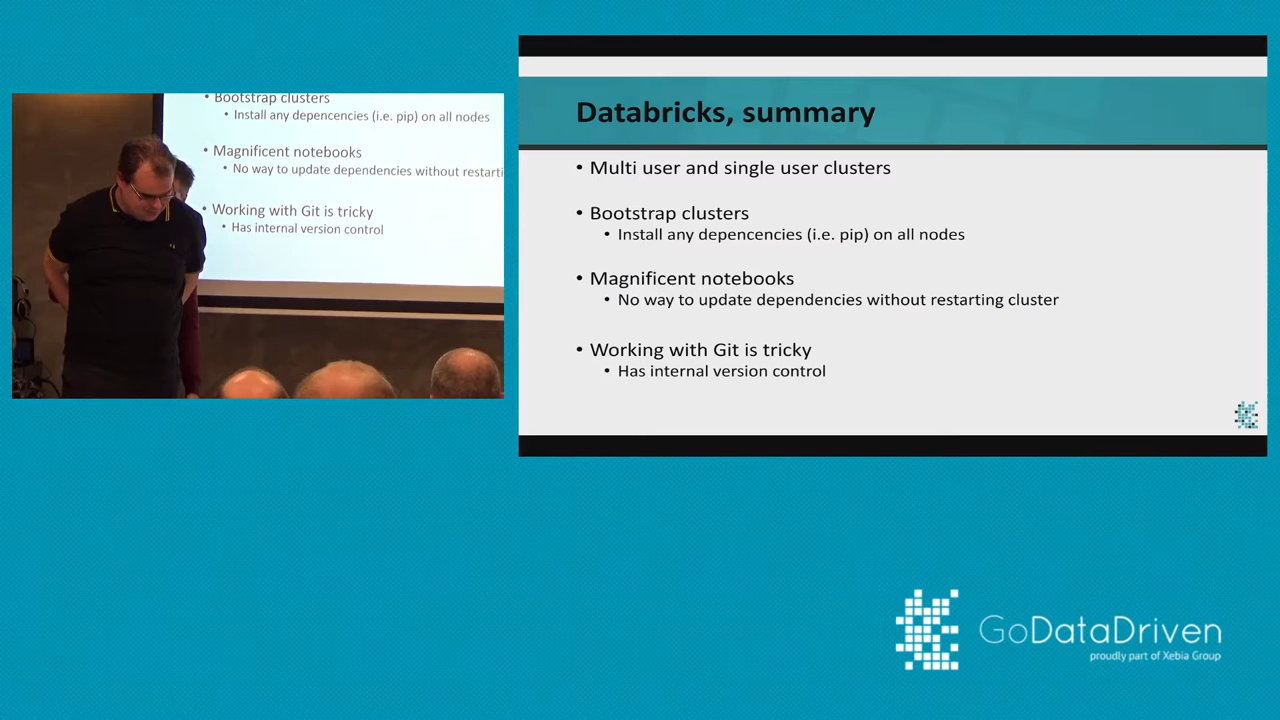 • Bootstrap clusters
• Install any depencencies (i.e. pip) on all nodes
• Magnificent notebooks
• No way to update dependencies without restarti
• Working with Git is tricky
• Has internal version control
Databricks, summary
• Multi user and single user clusters
• Bootstrap clusters
• Install any depencencies (i.e. pip) on all nodes
• Magnificent notebooks
• No way to update dependencies without restarting cluster
• Working with Git is tricky
• Has internal version control
GoDataDriven
proudly part of Xebia Group